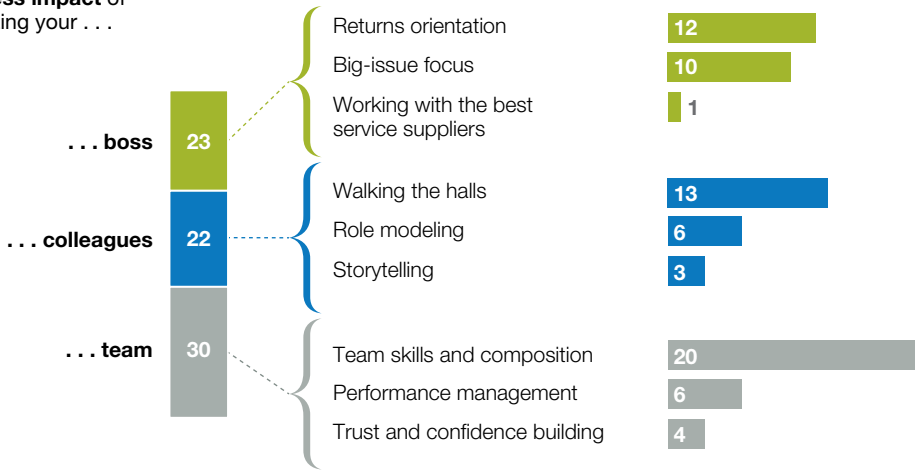 impact of
your . . .
Returns orientation 12
Big-issue focus 10
Working with the best
service suppliers 1
. . . boss 23
Walking the halls 13
. . . colleagues 22
Role modeling 6
Storytelling 3
. . . team 30
Team skills and composition 20
Performance management 6
Trust and confidence building 4